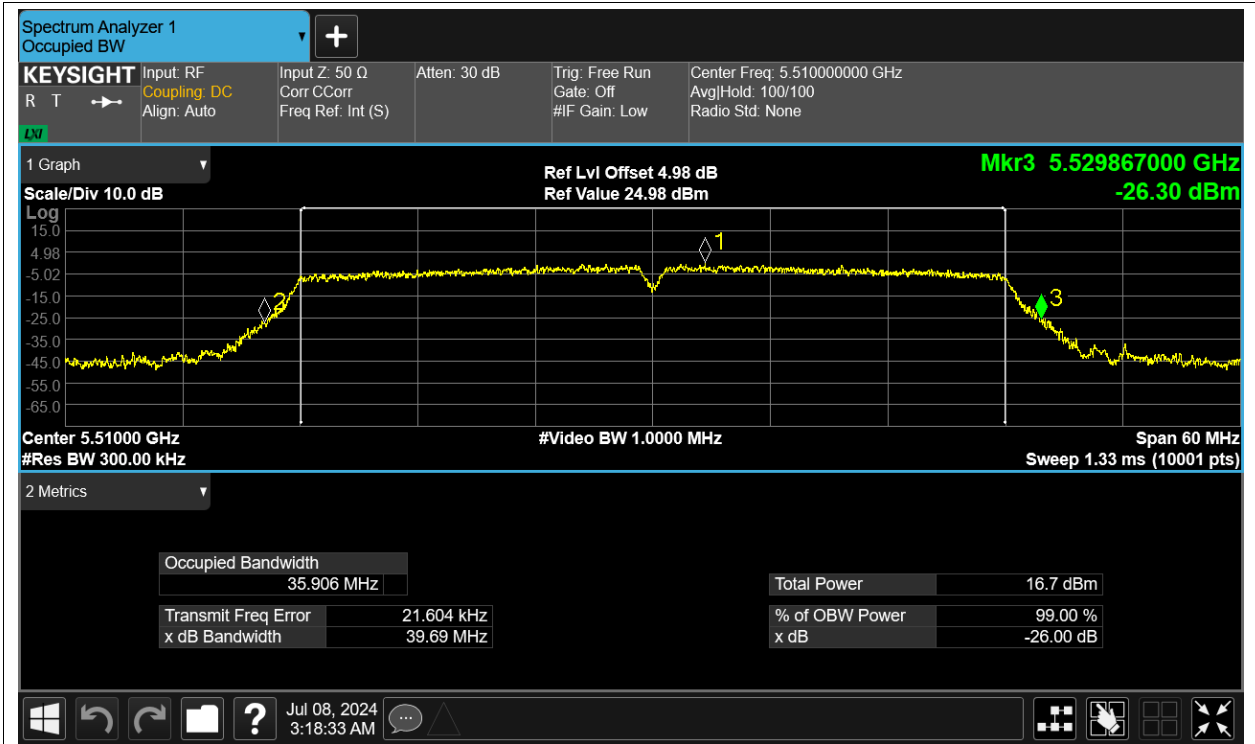 Spectrum Analyzer 1
Occupied BW
+
KEYSIGHT
R T
LXI
Input: RF
Coupling: DC
Align: Auto
Input Z: 50 Ω
Corr CCorr
Freq Ref: Int (S)
Atten: 30 dB
Trig: Free Run
Gate: Off
#IF Gain: Low
Center Freq: 5.510000000 GHz
Avg|Hold: 100/100
Radio Std: None
1 Graph
Scale/Div 10.0 dB
Ref Lvl Offset 4.98 dB
Ref Value 24.98 dBm
Mkr3 5.529867000 GHz
-26.30 dBm
Log
15.0
4.98
-5.02
-15.0
-25.0
-35.0
-45.0
-55.0
-65.0
1
2
3
Center 5.51000 GHz
#Video BW 1.0000 MHz
Span 60 MHz
#Res BW 300.00 kHz
Sweep 1.33 ms (10001 pts)
2 Metrics
Occupied Bandwidth
35.906 MHz
Transmit Freq Error 21.604 kHz
x dB Bandwidth 39.69 MHz
Total Power 16.7 dBm
% of OBW Power 99.00 %
x dB -26.00 dB
?
Jul 08, 2024
3:18:33 AM